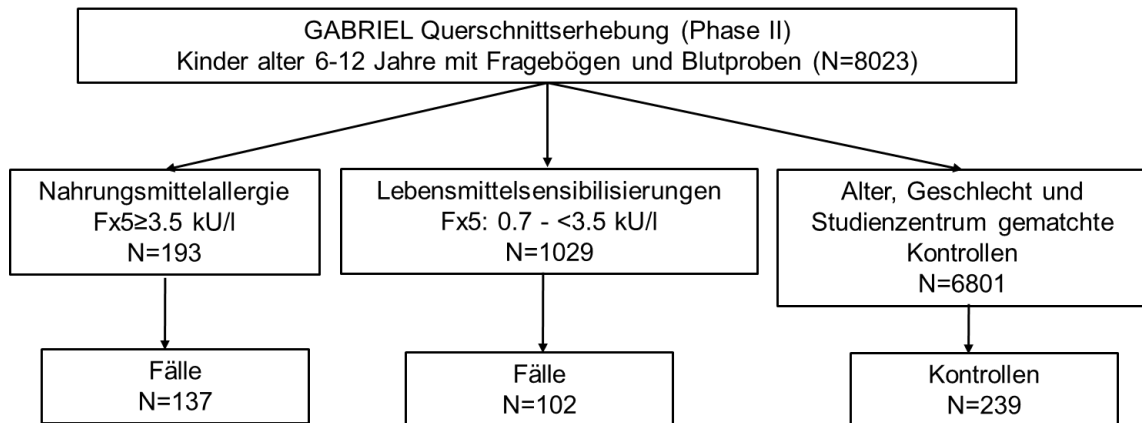 GABRIEL Querschnittserhebung (Phase II)
Kinder alter 6-12 Jahre mit Fragebögen und Blutproben (N=8023)
Nahrungsmittelallergie
Fx5≥3.5 kU/l
N=193
Lebensmittelsensibilisierungen
Fx5: 0.7 - <3.5 kU/l
N=1029
Alter, Geschlecht und
Studienzentrum gematchte
Kontrollen
N=6801
Fälle
N=137
Fälle
N=102
Kontrollen
N=239